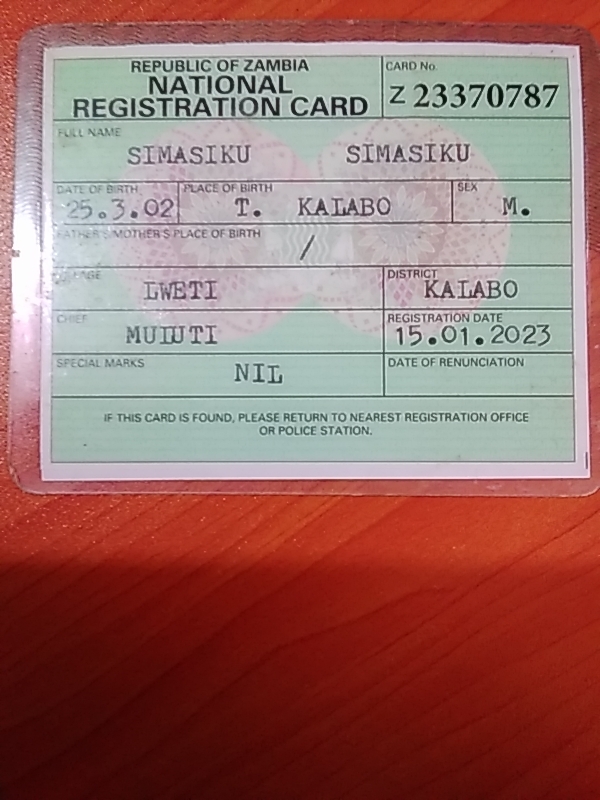 REPUBLIC OF ZAMBIA
NATIONAL
REGISTRATION CARD
CARD No.
Z 23370787
FULL NAME
SIMASIKU SIMASIKU
DATE OF BIRTH PLACE OF BIRTH SEX
25.3.02 T. KALABO M.
FATHER'S/MOTHER'S PLACE OF BIRTH
/
DISTRICT
LWETI KALABO
CHIEF REGISTRATION DATE
15.01.2023
SPECIAL MARKS DATE OF RENUNCIATION
NIL
IF THIS CARD IS FOUND, PLEASE RETURN TO NEAREST REGISTRATION OFFICE
OR POLICE STATION.